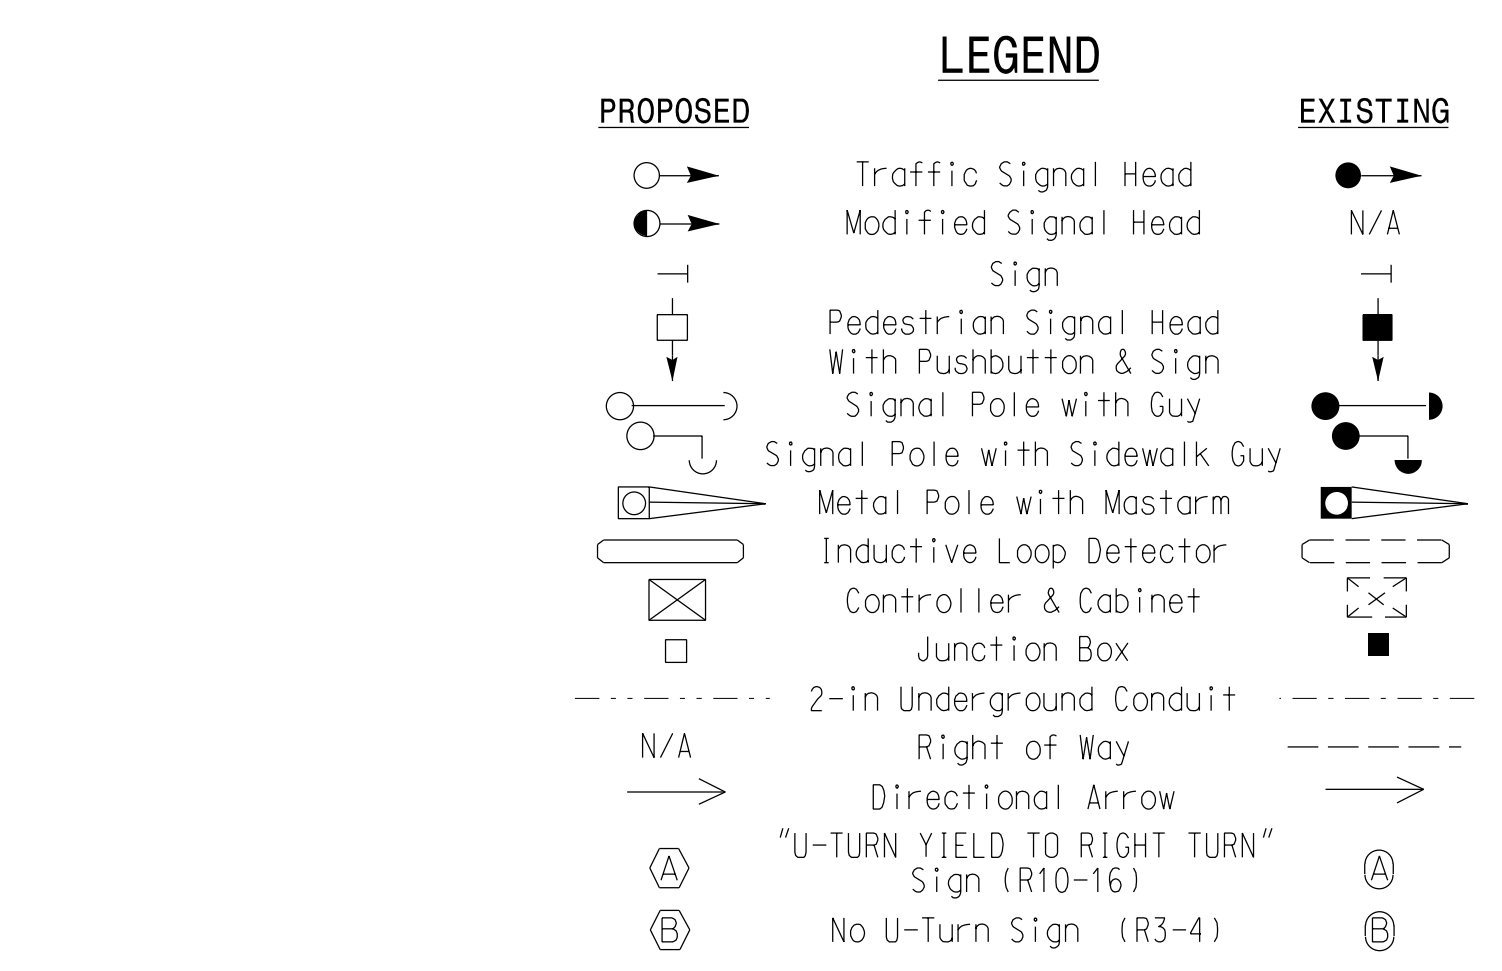 LEGEND
PROPOSED EXISTING
Traffic Signal Head
Modified Signal Head N/A
Sign
Pedestrian Signal Head
With Pushbutton & Sign
Signal Pole with Guy
Signal Pole with Sidewalk Guy
Metal Pole with Mastarm
Inductive Loop Detector
Controller & Cabinet
Junction Box
2-in Underground Conduit
N/A Right of Way
Directional Arrow
"U-TURN YIELD TO RIGHT TURN"
A Sign (R10-16) A
B No U-Turn Sign (R3-4) B